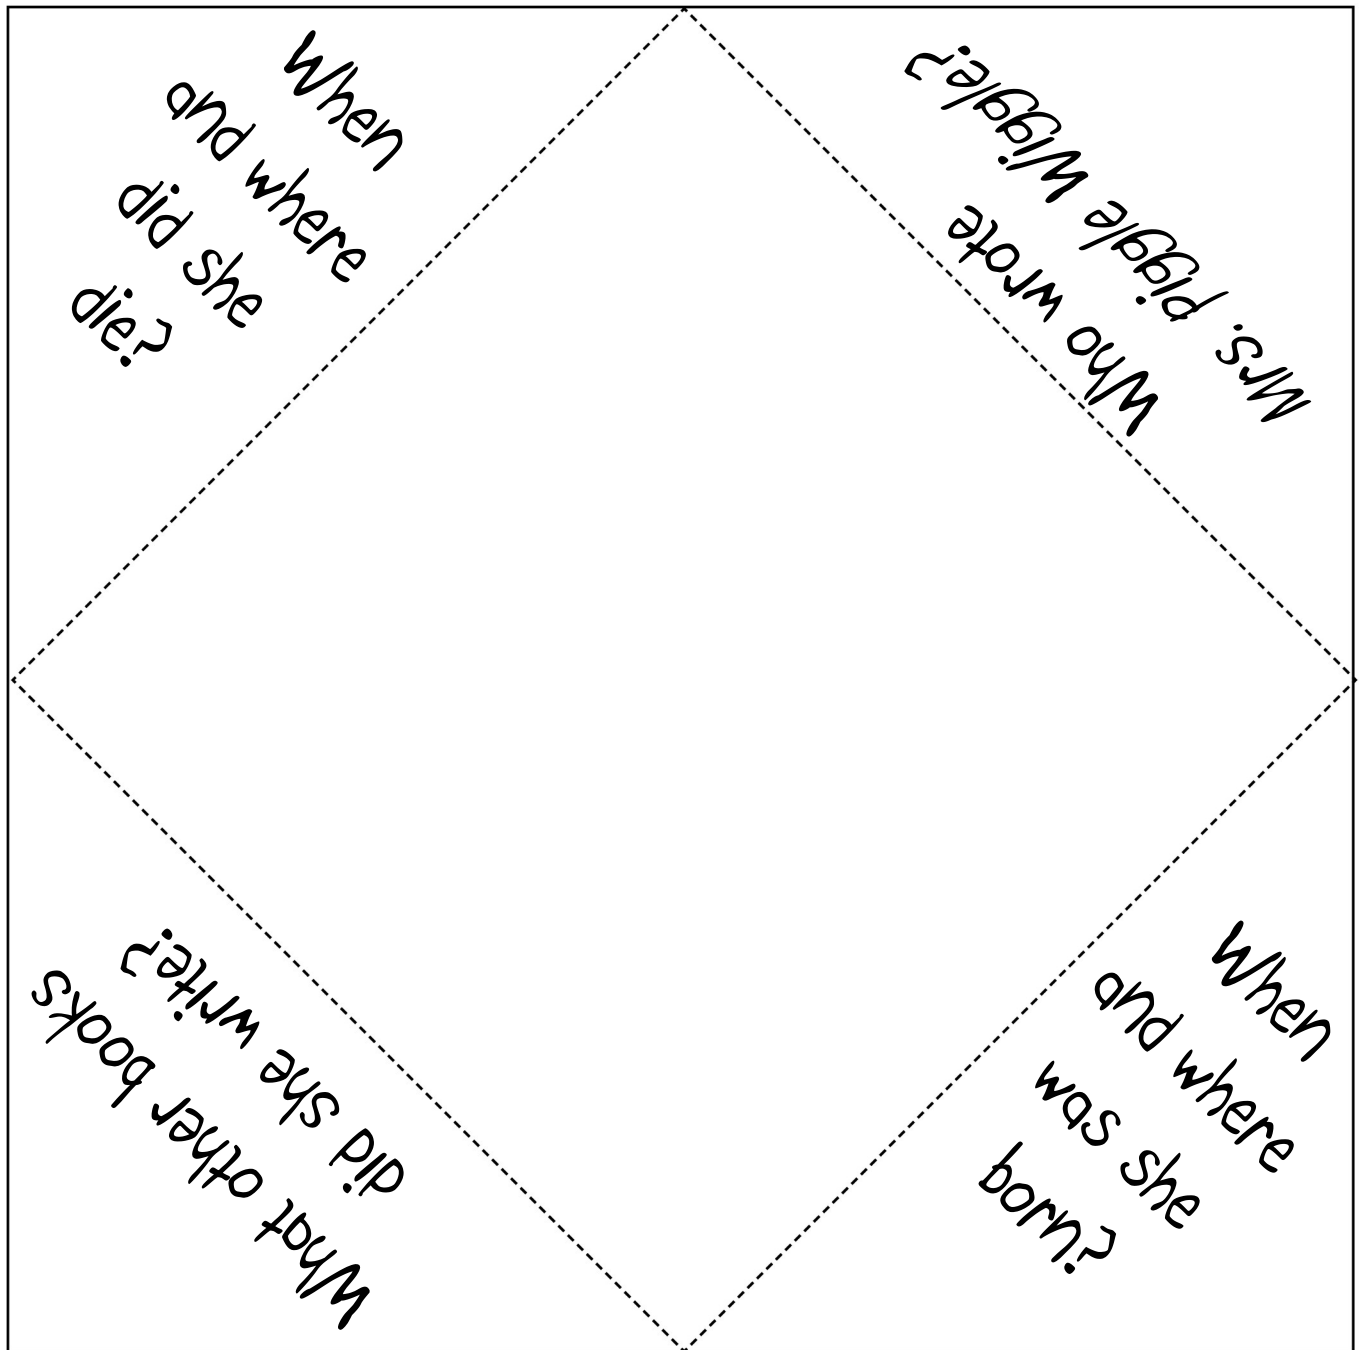 When
and where
did she
die?
Who wrote
Mrs. Piggle Wiggle?
What other books
did she write?
When
and where
was she
born?